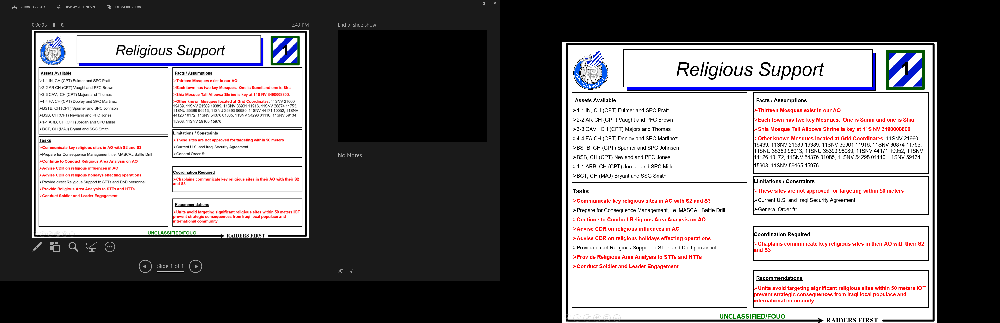 SHOW TASKBAR
DISPLAY SETTINGS ▼
END SLIDE SHOW
0:00:03
2:43 PM
End of slide show
Religious Support
1
NOUS RESTERONS LA
Assets Available
➢1-1 IN, CH (CPT) Fulmer and SPC Pratt
➢2-2 AR CH (CPT) Vaught and PFC Brown
➢3-3 CAV,  CH (CPT) Majors and Thomas
➢4-4 FA CH (CPT) Dooley and SPC Martinez
➢BSTB, CH (CPT) Spurrier and SPC Johnson
➢BSB, CH (CPT) Neyland and PFC Jones
➢1-1 ARB, CH (CPT) Jordan and SPC Miller
➢BCT, CH (MAJ) Bryant and SSG Smith
Tasks
➢Communicate key religious sites in AO with S2 and S3
➢Prepare for Consequence Management, i.e. MASCAL Battle Drill
➢Continue to Conduct Religious Area Analysis on AO
➢Advise CDR on religious influences in AO
➢Advise CDR on religious holidays effecting operations
➢Provide direct Religious Support to STTs and DoD personnel
➢Provide Religious Area Analysis to STTs and HTTs
➢Conduct Soldier and Leader Engagement
Facts / Assumptions
➢Thirteen Mosques exist in our AO.
➢Each town has two key Mosques.  One is Sunni and one is Shia.
➢Shia Mosque Tall Alloowa Shrine is key at 11S NV 3490008800.
➢Other known Mosques located at Grid Coordinates: 11SNV 21660
19439, 11SNV 21589 19389, 11SNV 36901 11916, 11SNV 36874 11753,
11SNU 35389 96913, 11SNU 35393 96980, 11SNV 44171 10052, 11SNV
44126 10172, 11SNV 54376 01085, 11SNV 54298 01110, 11SNV 59134
15908, 11SNV 59165 15976
Limitations / Constraints
➢These sites are not approved for targeting within 50 meters
➢Current U.S. and Iraqi Security Agreement
➢General Order #1
Coordination Required
➢Chaplains communicate key religious sites in their AO with their S2
and S3
Recommendations
➢Units avoid targeting significant religious sites within 50 meters IOT
prevent strategic consequences from Iraqi local populace and
international community.
UNCLASSIFIED/FOUO
RAIDERS FIRST
Slide 1 of 1
No Notes.
A A
Religious Support
1
NOUS RESTERONS LA
Assets Available
➢1-1 IN, CH (CPT) Fulmer and SPC Pratt
➢2-2 AR CH (CPT) Vaught and PFC Brown
➢3-3 CAV,  CH (CPT) Majors and Thomas
➢4-4 FA CH (CPT) Dooley and SPC Martinez
➢BSTB, CH (CPT) Spurrier and SPC Johnson
➢BSB, CH (CPT) Neyland and PFC Jones
➢1-1 ARB, CH (CPT) Jordan and SPC Miller
➢BCT, CH (MAJ) Bryant and SSG Smith
Tasks
➢Communicate key religious sites in AO with S2 and S3
➢Prepare for Consequence Management, i.e. MASCAL Battle Drill
➢Continue to Conduct Religious Area Analysis on AO
➢Advise CDR on religious influences in AO
➢Advise CDR on religious holidays effecting operations
➢Provide direct Religious Support to STTs and DoD personnel
➢Provide Religious Area Analysis to STTs and HTTs
➢Conduct Soldier and Leader Engagement
Facts / Assumptions
➢Thirteen Mosques exist in our AO.
➢Each town has two key Mosques.  One is Sunni and one is Shia.
➢Shia Mosque Tall Alloowa Shrine is key at 11S NV 3490008800.
➢Other known Mosques located at Grid Coordinates: 11SNV 21660
19439, 11SNV 21589 19389, 11SNV 36901 11916, 11SNV 36874 11753,
11SNU 35389 96913, 11SNU 35393 96980, 11SNV 44171 10052, 11SNV
44126 10172, 11SNV 54376 01085, 11SNV 54298 01110, 11SNV 59134
15908, 11SNV 59165 15976
Limitations / Constraints
➢These sites are not approved for targeting within 50 meters
➢Current U.S. and Iraqi Security Agreement
➢General Order #1
Coordination Required
➢Chaplains communicate key religious sites in their AO with their S2
and S3
Recommendations
➢Units avoid targeting significant religious sites within 50 meters IOT
prevent strategic consequences from Iraqi local populace and
international community.
UNCLASSIFIED/FOUO
RAIDERS FIRST